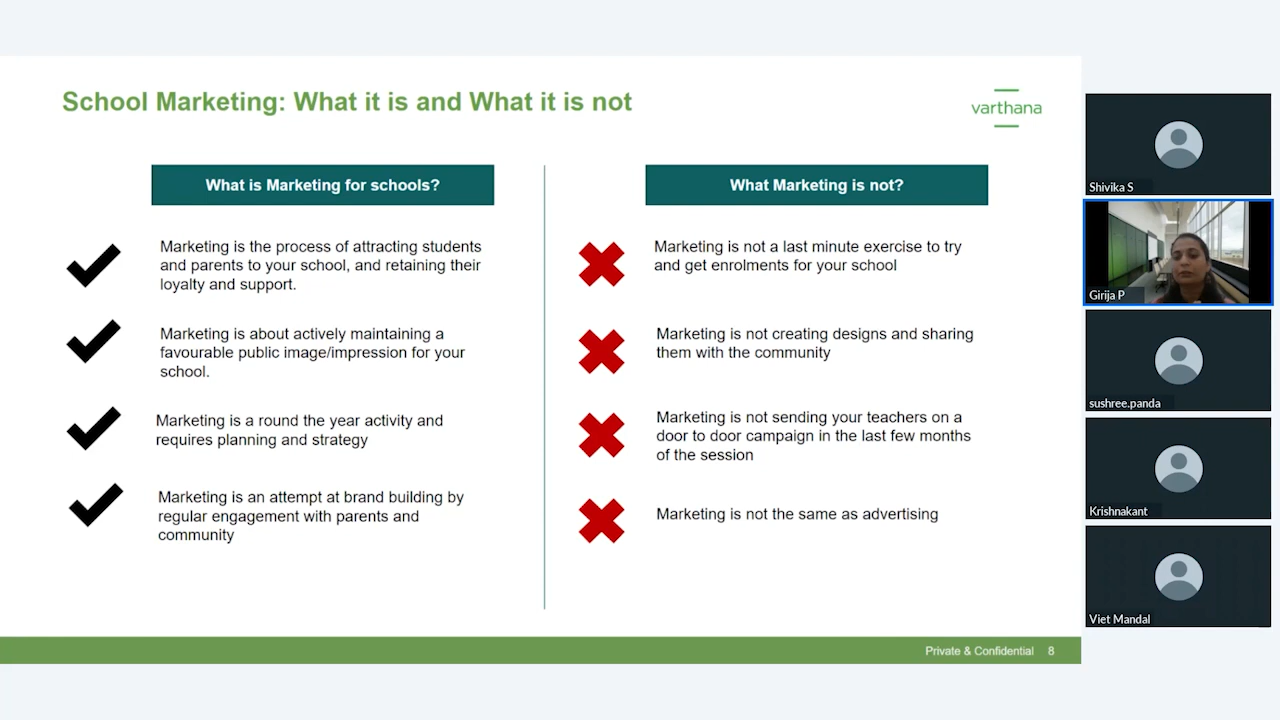 School Marketing: What it is and What it is not
varthana
What is Marketing for schools?
Marketing is the process of attracting students
and parents to your school, and retaining their
loyalty and support.
Marketing is about actively maintaining a
favourable public image/impression for your
school.
Marketing is a round the year activity and
requires planning and strategy
Marketing is an attempt at brand building by
regular engagement with parents and
community
What Marketing is not?
Marketing is not a last minute exercise to try
and get enrolments for your school
Marketing is not creating designs and sharing
them with the community
Marketing is not sending your teachers on a
door to door campaign in the last few months
of the session
Marketing is not the same as advertising
Private & Confidential 8
Shivika S
Girija P
sushree.panda
Krishnakant
Viet Mandal